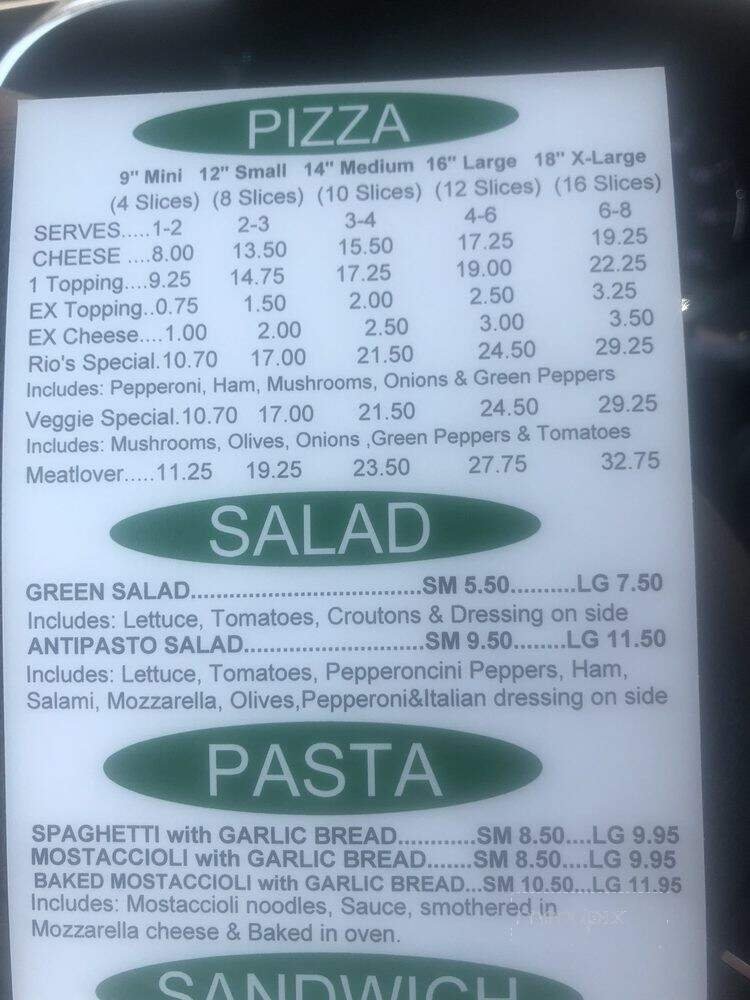 PIZZA
9" Mini 12" Small 14" Medium 16" Large 18" X-Large
(4 Slices) (8 Slices) (10 Slices) (12 Slices) (16 Slices)
SERVES.....1-2 2-3 3-4 4-6 6-8
CHEESE ....8.00 13.50 15.50 17.25 19.25
1 Topping....9.25 14.75 17.25 19.00 22.25
EX Topping..0.75 1.50 2.00 2.50 3.25
EX Cheese....1.00 2.00 2.50 3.00 3.50
Rio's Special.10.70 17.00 21.50 24.50 29.25
Includes: Pepperoni, Ham, Mushrooms, Onions & Green Peppers
Veggie Special.10.70 17.00 21.50 24.50 29.25
Includes: Mushrooms, Olives, Onions ,Green Peppers & Tomatoes
Meatlover.....11.25 19.25 23.50 27.75 32.75
SALAD
GREEN SALAD....................................SM 5.50..........LG 7.50
Includes: Lettuce, Tomatoes, Croutons & Dressing on side
ANTIPASTO SALAD............................SM 9.50........LG 11.50
Includes: Lettuce, Tomatoes, Pepperoncini Peppers, Ham,
Salami, Mozzarella, Olives,Pepperoni&Italian dressing on side
PASTA
SPAGHETTI with GARLIC BREAD............SM 8.50....LG 9.95
MOSTACCIOLI with GARLIC BREAD.......SM 8.50....LG 9.95
BAKED MOSTACCIOLI with GARLIC BREAD...SM 10.50...LG 11.95
Includes: Mostaccioli noodles, Sauce, smothered in
Mozzarella cheese & Baked in oven.
SANDWICH